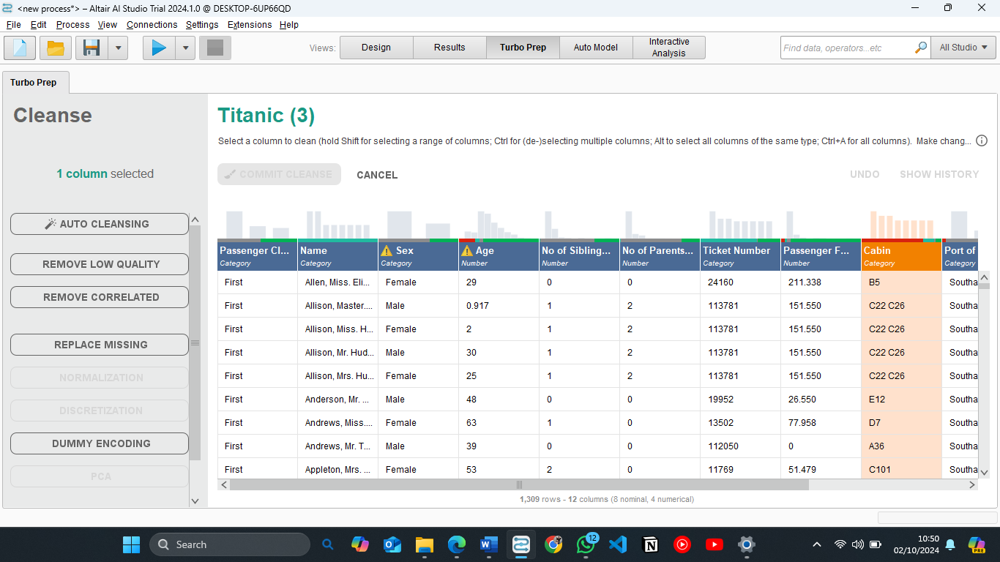 <new process*> – Altair AI Studio Trial 2024.1.0 @ DESKTOP-6UP66QD
File Edit Process View Connections Settings Extensions Help
Views: Design Results Turbo Prep Auto Model Interactive Analysis Find data, operators...etc All Studio
Turbo Prep
Cleanse
Titanic (3)
Select a column to clean (hold Shift for selecting a range of columns; Ctrl for (de-)selecting multiple columns; Alt to select all columns of the same type; Ctrl+A for all columns). Make chang...
1 column selected
COMMIT CLEANSE CANCEL UNDO SHOW HISTORY
AUTO CLEANSING
REMOVE LOW QUALITY
REMOVE CORRELATED
REPLACE MISSING
NORMALIZATION
DISCRETIZATION
DUMMY ENCODING
PCA
Passenger Cl... Name Sex Age No of Sibling... No of Parents... Ticket Number Passenger F... Cabin Port of
Category Category Category Number Number Number Category Number Category Category
First Allen, Miss. Eli... Female 29 0 0 24160 211.338 B5 Southa
First Allison, Master.... Male 0.917 1 2 113781 151.550 C22 C26 Southa
First Allison, Miss. H... Female 2 1 2 113781 151.550 C22 C26 Southa
First Allison, Mr. Hud... Male 30 1 2 113781 151.550 C22 C26 Southa
First Allison, Mrs. Hu... Female 25 1 2 113781 151.550 C22 C26 Southa
First Anderson, Mr. ... Male 48 0 0 19952 26.550 E12 Southa
First Andrews, Miss.... Female 63 1 0 13502 77.958 D7 Southa
First Andrews, Mr. T... Male 39 0 0 112050 0 A36 Southa
First Appleton, Mrs. ... Female 53 2 0 11769 51.479 C101 Southa
1,309 rows - 12 columns (8 nominal, 4 numerical)
Search
12
10:50
02/10/2024
PRE